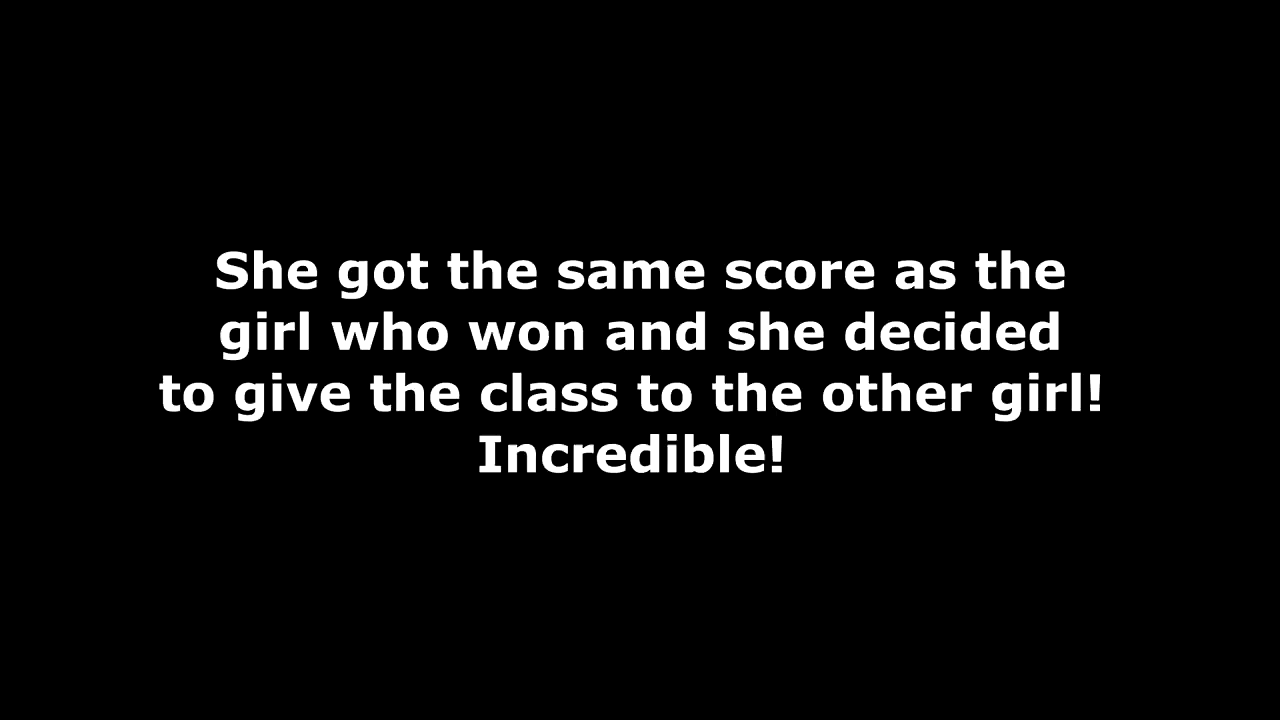 She got the same score as the
girl who won and she decided
to give the class to the other girl!
Incredible!